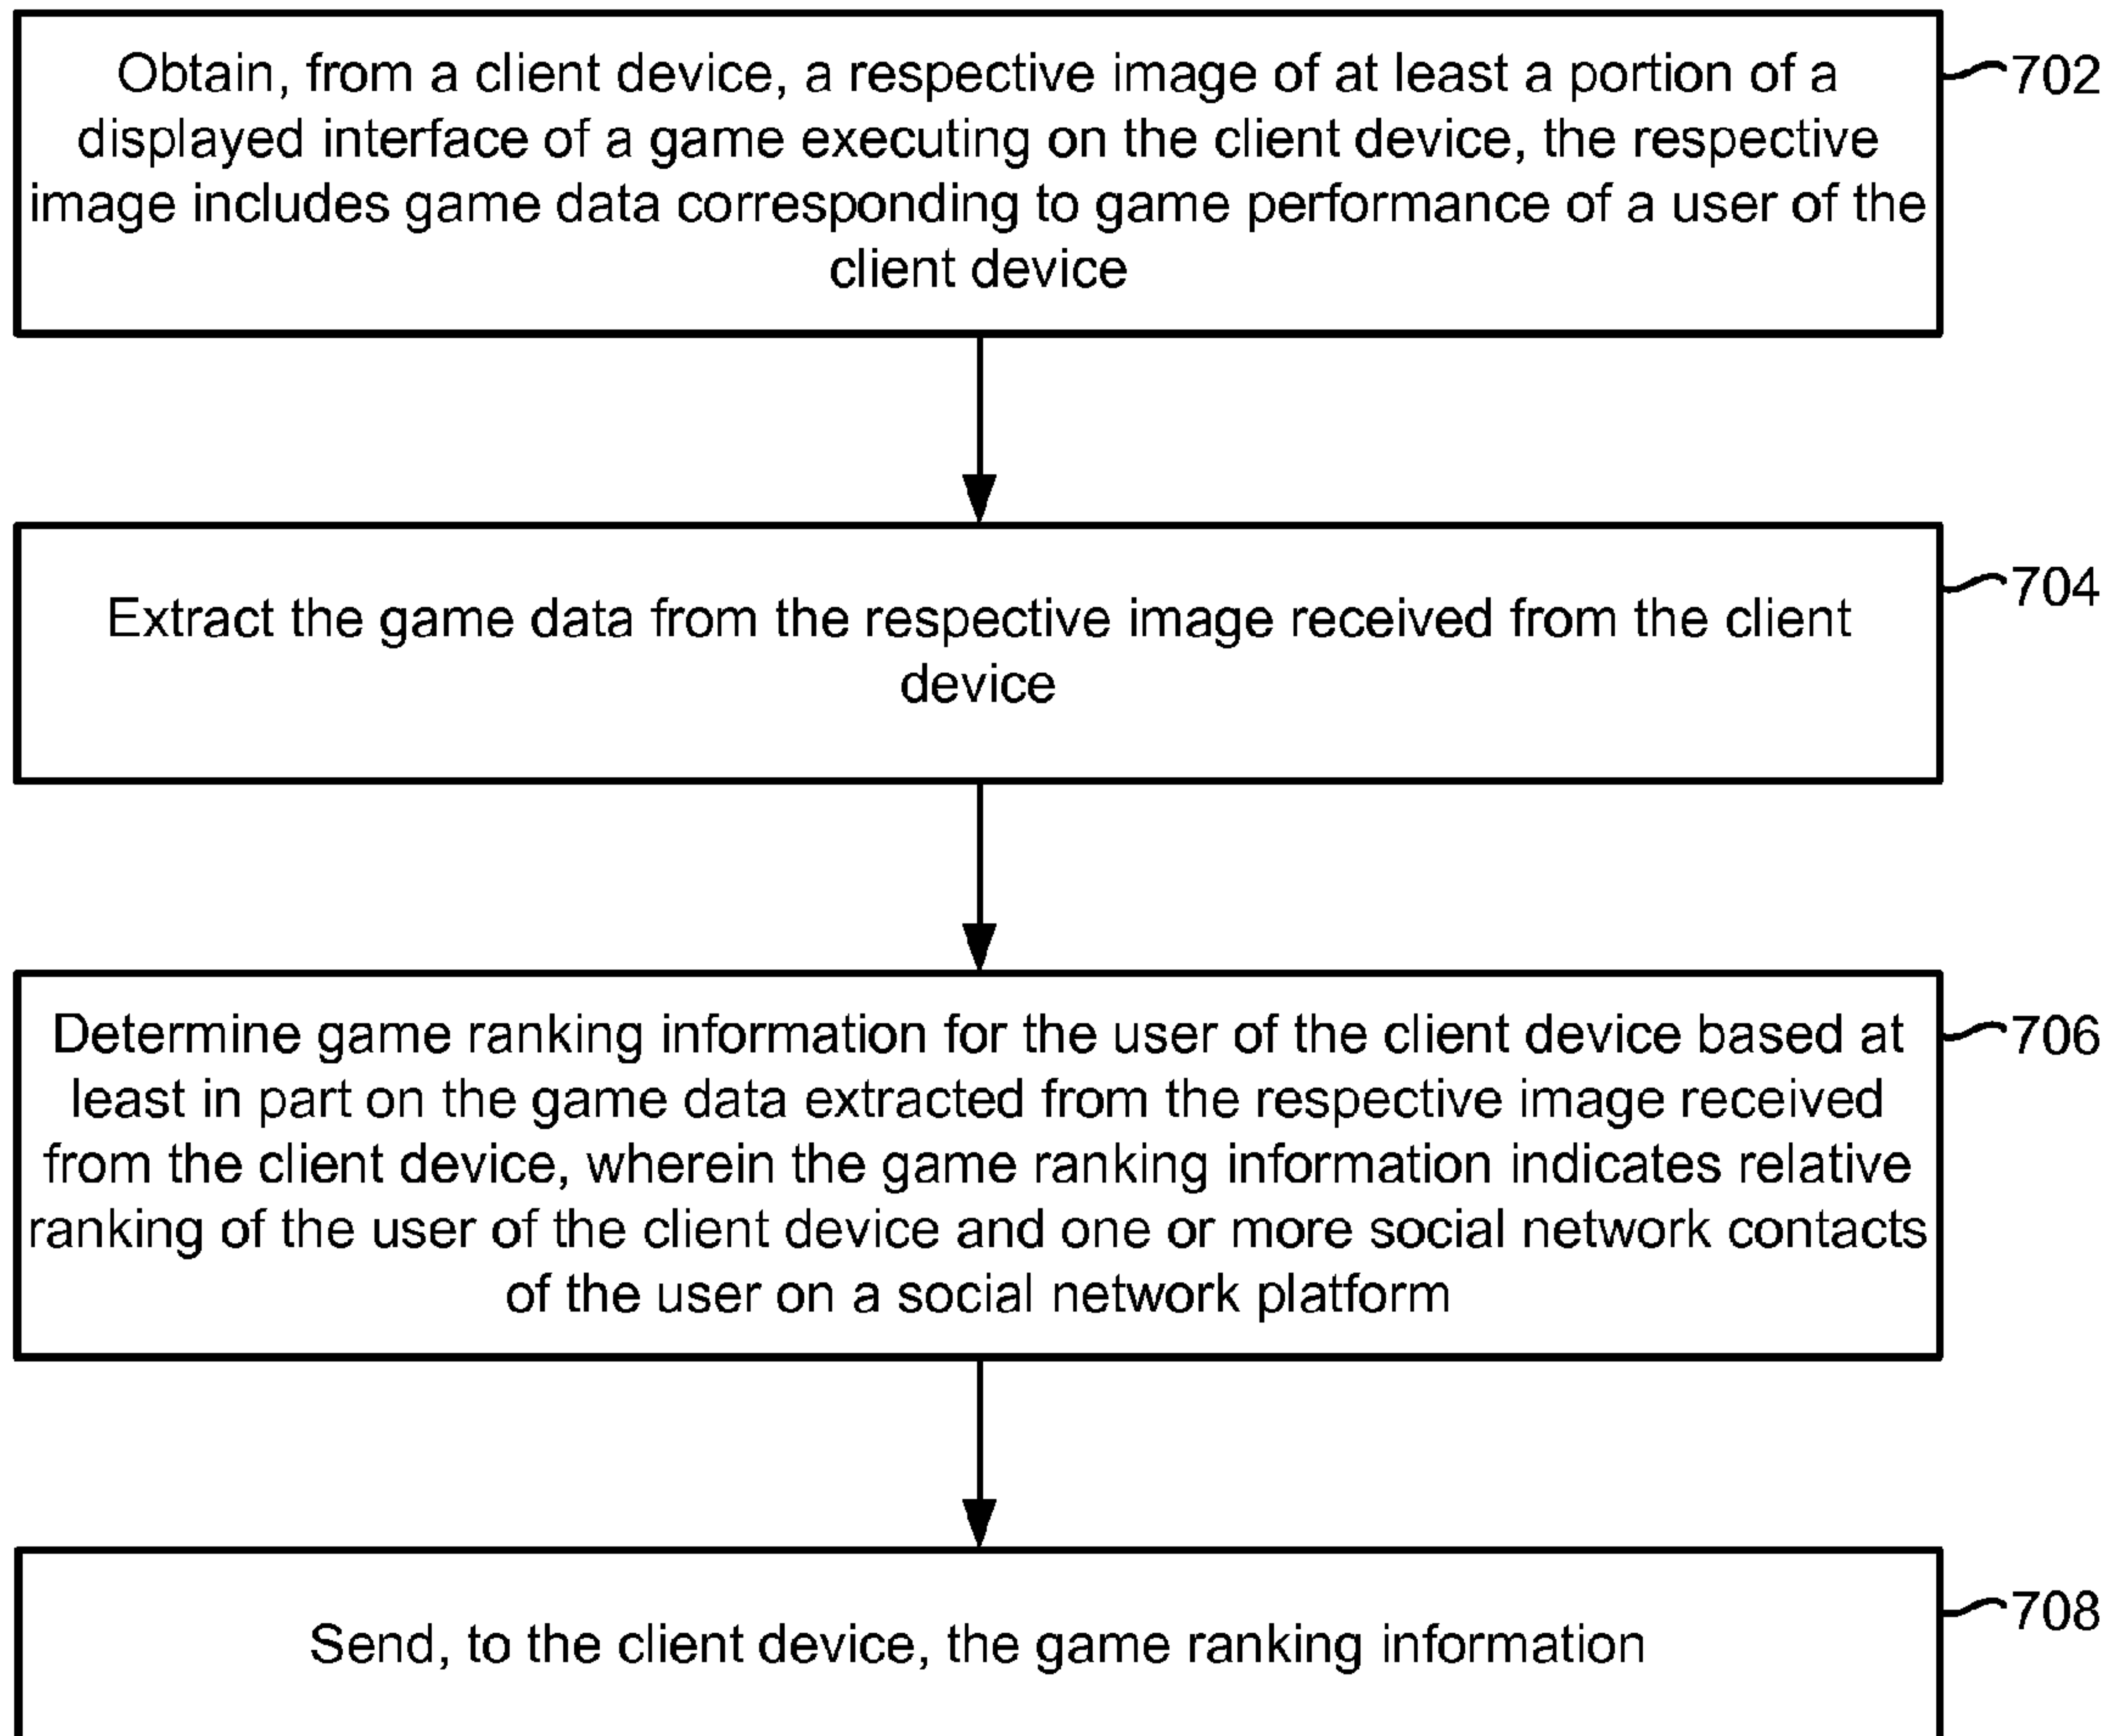 Obtain, from a client device, a respective image of at least a portion of a
702
displayed interface of a game executing on the client device, the respective
image includes game data corresponding to game performance of a user of the
client device
704
Extract the game data from the respective image received from the client
device
706
Determine game ranking information for the user of the client device based at
least in part on the game data extracted from the respective image received
from the client device, wherein the game ranking information indicates relative
ranking of the user of the client device and one or more social network contacts
of the user on a social network platform
708
Send, to the client device, the game ranking information